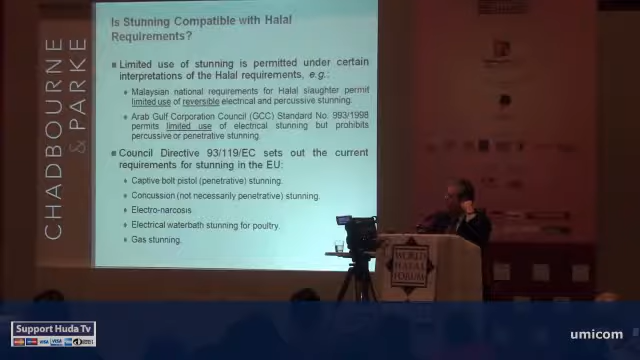 CHADBOURNE
& PARKE
Is Stunning Compatible with Halal
Requirements?
Limited use of stunning is permitted under certain
interpretations of the Halal requirements, e.g.:
Malaysian national requirements for Halal slaughter permit
limited use of reversible electrical and percussive stunning.
Arab Gulf Corporation Council (GCC) Standard No. 993/1998
permits limited use of electrical stunning but prohibits
percussive or penetrative stunning.
Council Directive 93/119/EC sets out the current
requirements for stunning in the EU:
Captive bolt pistol (penetrative) stunning.
Concussion (not necessarily penetrative) stunning.
Electro-narcosis
Electrical waterbath stunning for poultry.
Gas stunning.
WORLD
HALAL
FORUM
Support Huda Tv
umicom